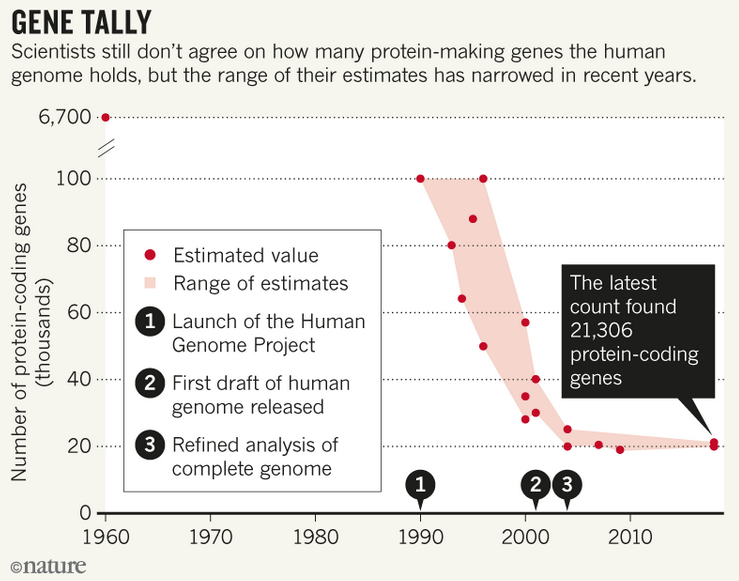 GENE TALLY
Scientists still don’t agree on how many protein-making genes the human
genome holds, but the range of their estimates has narrowed in recent years.
Number of protein-coding genes
(thousands)
6,700
100
80
60
40
20
0
Estimated value
Range of estimates
1 Launch of the Human
Genome Project
2 First draft of human
genome released
3 Refined analysis of
complete genome
The latest
count found
21,306
protein-coding
genes
1 2 3
1960 1970 1980 1990 2000 2010
©nature